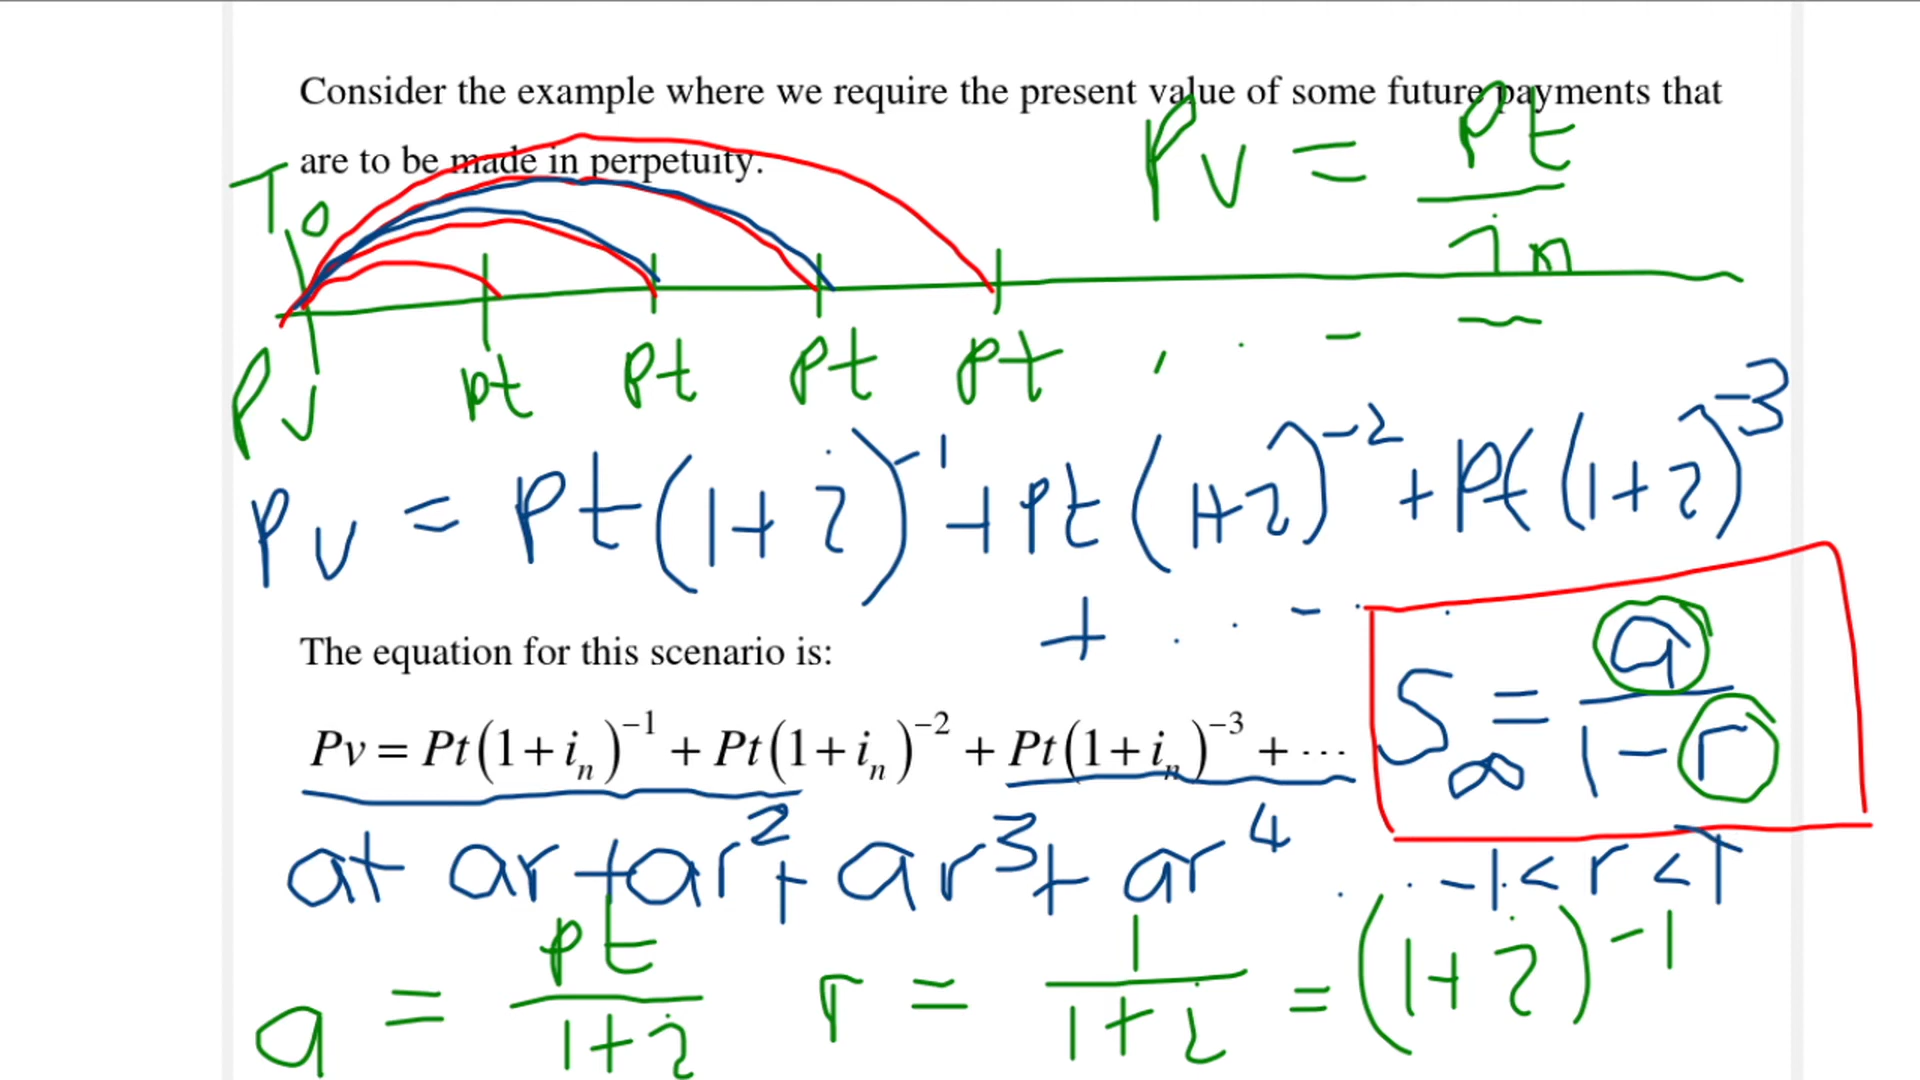 Consider the example where we require the present value of some future payments that
are to be made in perpetuity.
Pv = Pt / in
T,0
Pv pt pt pt pt , . - ~
Pv = Pt(1+i)^-1 + Pt(1+i)^-2 + Pt(1+i)^-3
+ . . - . .
The equation for this scenario is:
Pv = Pt(1+i_n)^-1 + Pt(1+i_n)^-2 + Pt(1+i_n)^-3 + ⋯
S∞ = a / 1-r
a+ ar + ar^2 + ar^3 + ar^4 . . -1 < r < 1
a = pt / 1+i r = 1 / 1+i = (1+i)^-1